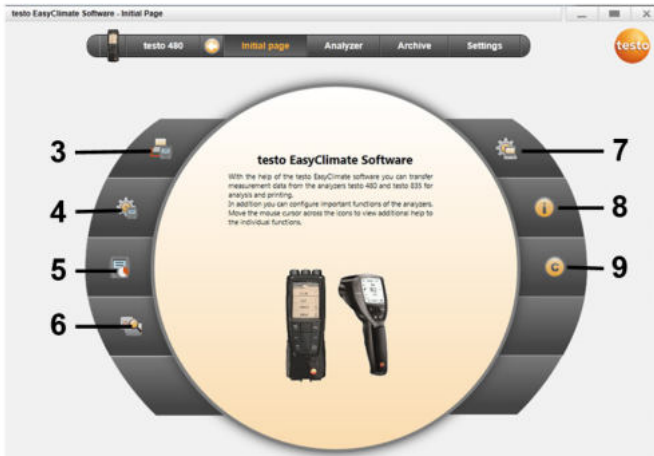 testo EasyClimate Software - Initial Page
testo 480 Initial page Analyzer Archive Settings
testo
3
7
4
8
5
9
6
testo EasyClimate Software
With the help of the testo EasyClimate software you can transfer
measurement data from the analyzers testo 480 and testo 835 for
analysis and printing.
In addition you can configure important functions of the analyzers.
Move the mouse cursor across the icons to view additional help to
the individual functions.
i
C